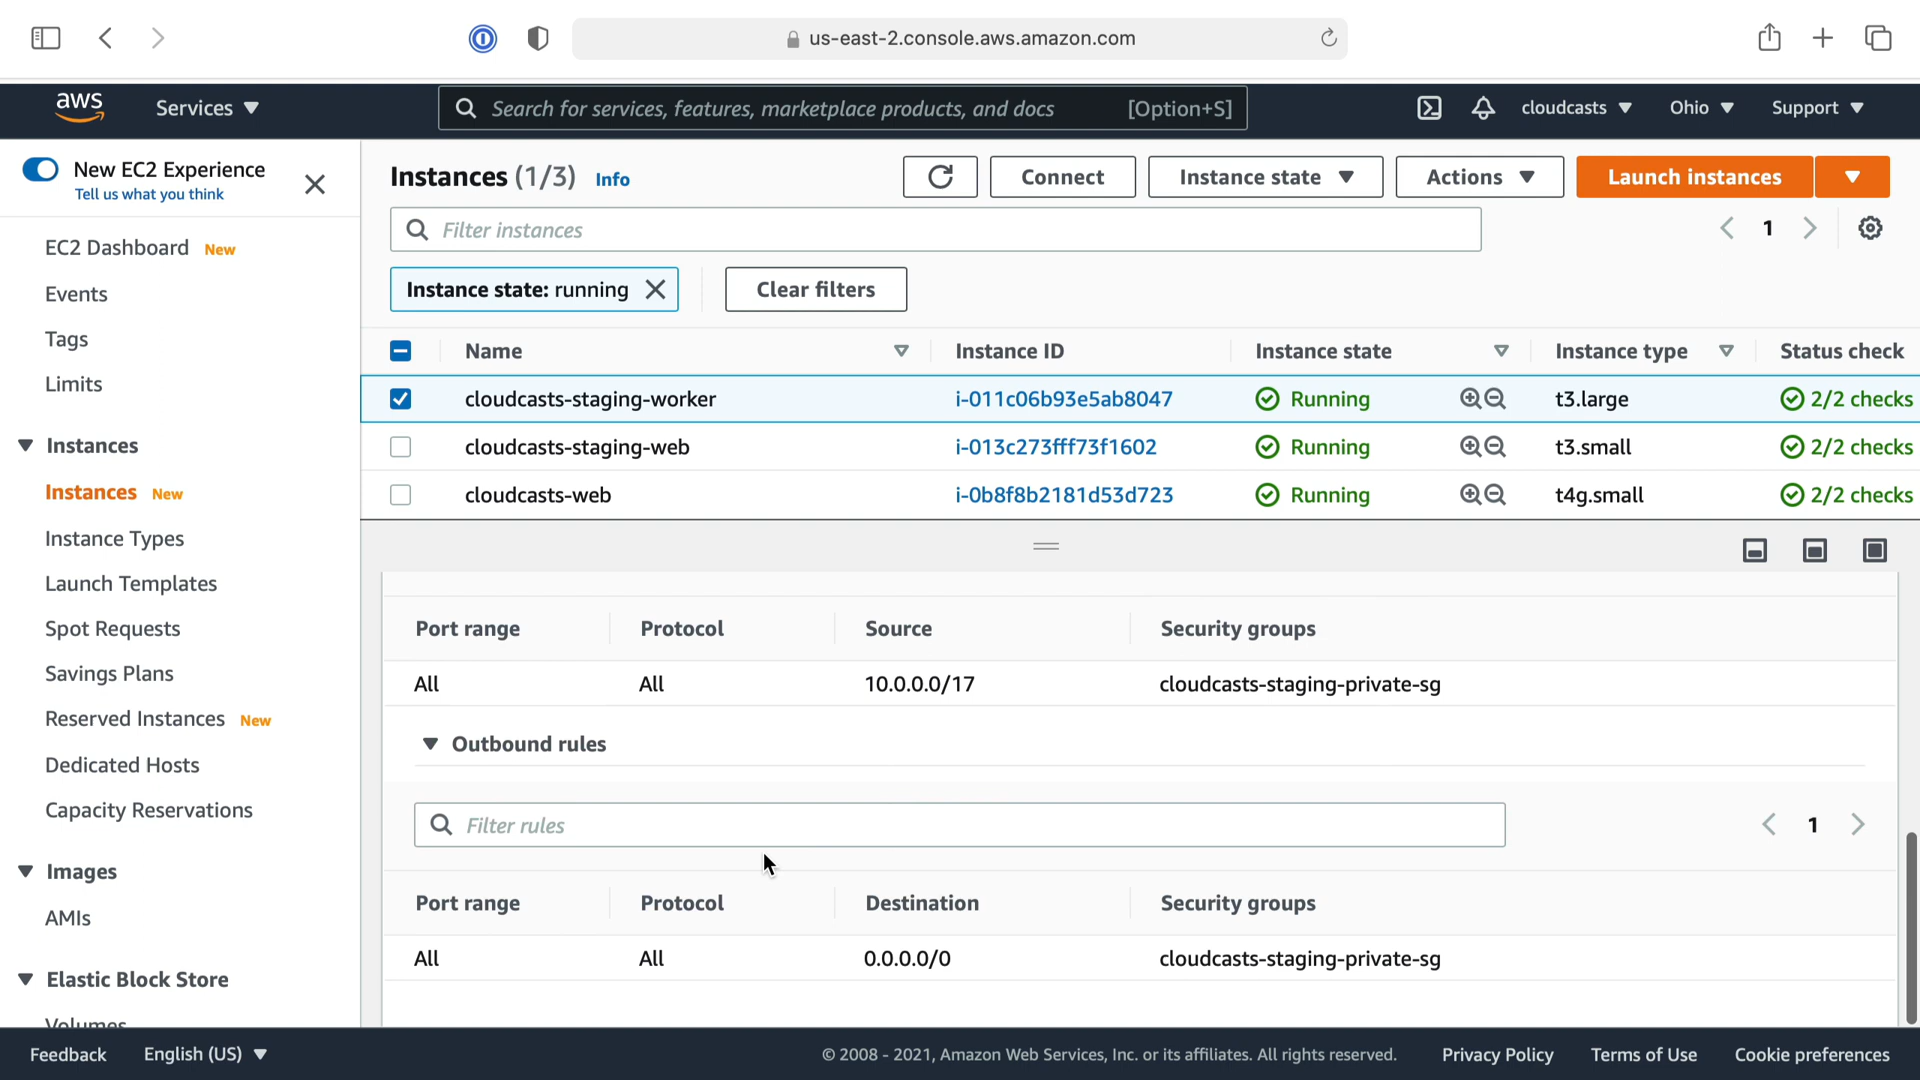 us-east-2.console.aws.amazon.com
aws
Services
Search for services, features, marketplace products, and docs
[Option+S]
cloudcasts
Ohio
Support
New EC2 Experience
Tell us what you think
EC2 Dashboard New
Events
Tags
Limits
Instances
Instances New
Instance Types
Launch Templates
Spot Requests
Savings Plans
Reserved Instances New
Dedicated Hosts
Capacity Reservations
Images
AMIs
Elastic Block Store
Volumes
Instances (1/3) Info
Connect
Instance state
Actions
Launch instances
Filter instances
1
Instance state: running
Clear filters
Name Instance ID Instance state Instance type Status check
cloudcasts-staging-worker i-011c06b93e5ab8047 Running t3.large 2/2 checks
cloudcasts-staging-web i-013c273fff73f1602 Running t3.small 2/2 checks
cloudcasts-web i-0b8f8b2181d53d723 Running t4g.small 2/2 checks
Port range Protocol Source Security groups
All All 10.0.0.0/17 cloudcasts-staging-private-sg
Outbound rules
Filter rules
1
Port range Protocol Destination Security groups
All All 0.0.0.0/0 cloudcasts-staging-private-sg
Feedback English (US) © 2008 - 2021, Amazon Web Services, Inc. or its affiliates. All rights reserved. Privacy Policy Terms of Use Cookie preferences